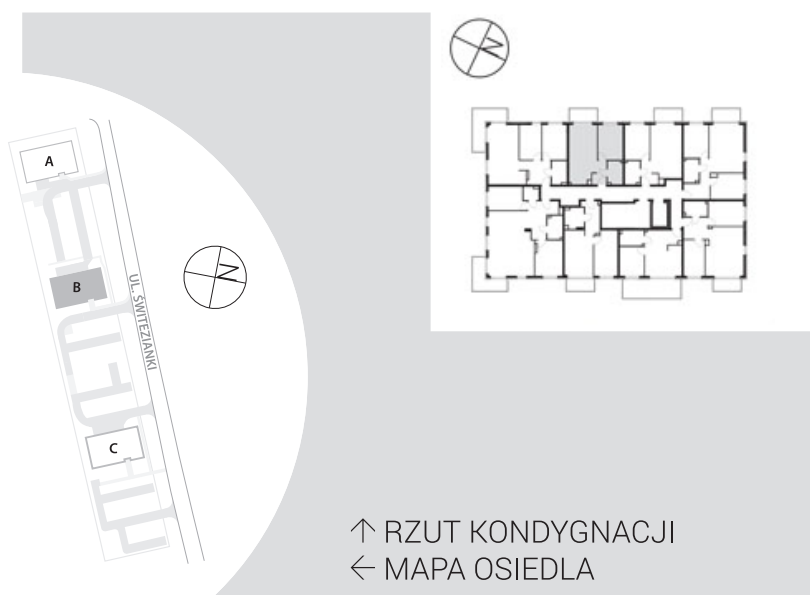 N
A
B
N
UL. ŚWITEZIANKI
C
↑ RZUT KONDYGNACJI
← MAPA OSIEDLA